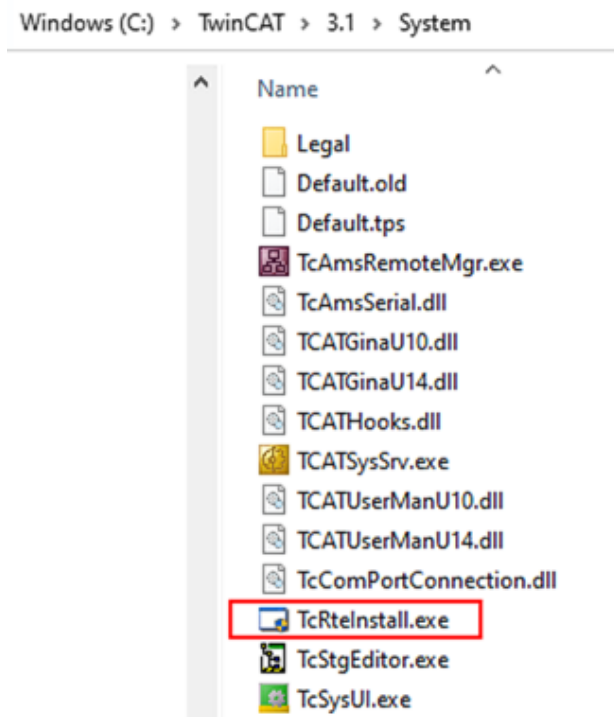 Windows (C:) > TwinCAT > 3.1 > System
Name
Legal
Default.old
Default.tps
TcAmsRemoteMgr.exe
TcAmsSerial.dll
TCATGinaU10.dll
TCATGinaU14.dll
TCATHooks.dll
TCATSysSrv.exe
TCATUserManU10.dll
TCATUserManU14.dll
TcComPortConnection.dll
TcRteInstall.exe
TcStgEditor.exe
TcSysUI.exe